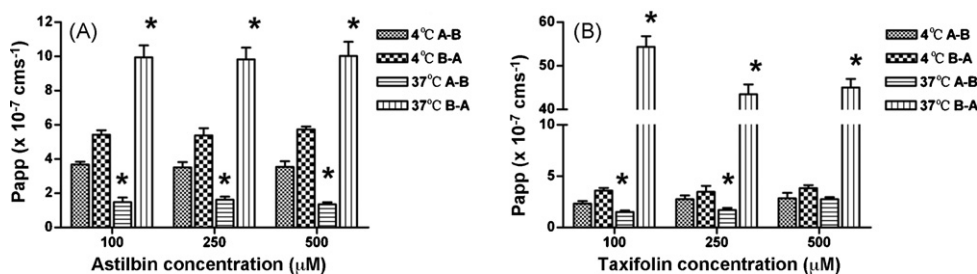 (A)
Papp (x 10-7 cms-1)
12
10
8
6
4
2
0
* * *
* * *
100 250 500
Astilbin concentration (μM)
4°C A-B
4°C B-A
37°C A-B
37°C B-A
(B)
Papp (x 10-7 cms-1)
60
50
40
5
0
* * *
* *
100 250 500
Taxifolin concentration (μM)
4°C A-B
4°C B-A
37°C A-B
37°C B-A